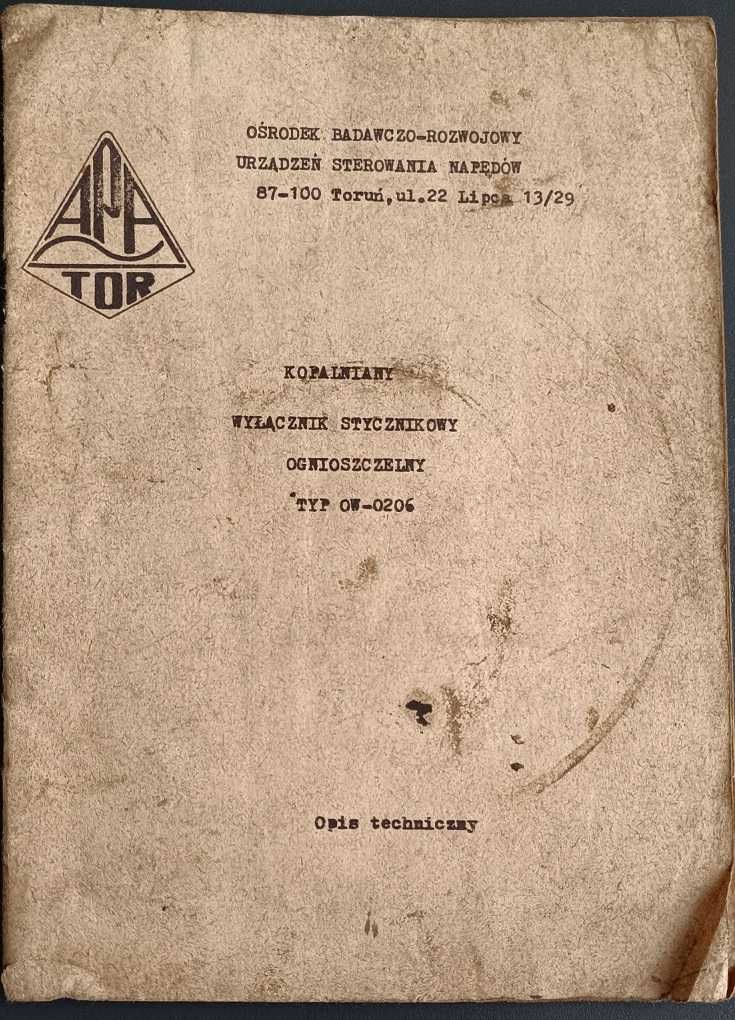 APA
TOR
OŚRODEK BADAWCZO-ROZWOJOWY
URZĄDZEŃ STEROWANIA NAPĘDÓW
87-100 Toruń,ul.22 Lipca 13/29
KOPALNIANY
WYŁĄCZNIK STYCZNIKOWY
OGNIOSZCZELNY
TYP OW-0206
Opis techniczny